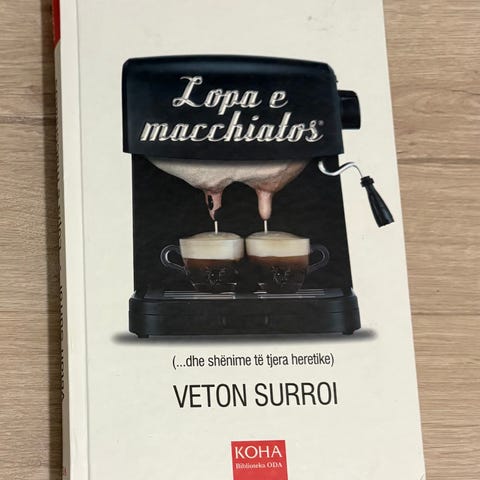 Lopa e
macchiatos®
(...dhe shënime të tjera heretike)
VETON SURROI
KOHA
Biblioteka ODA